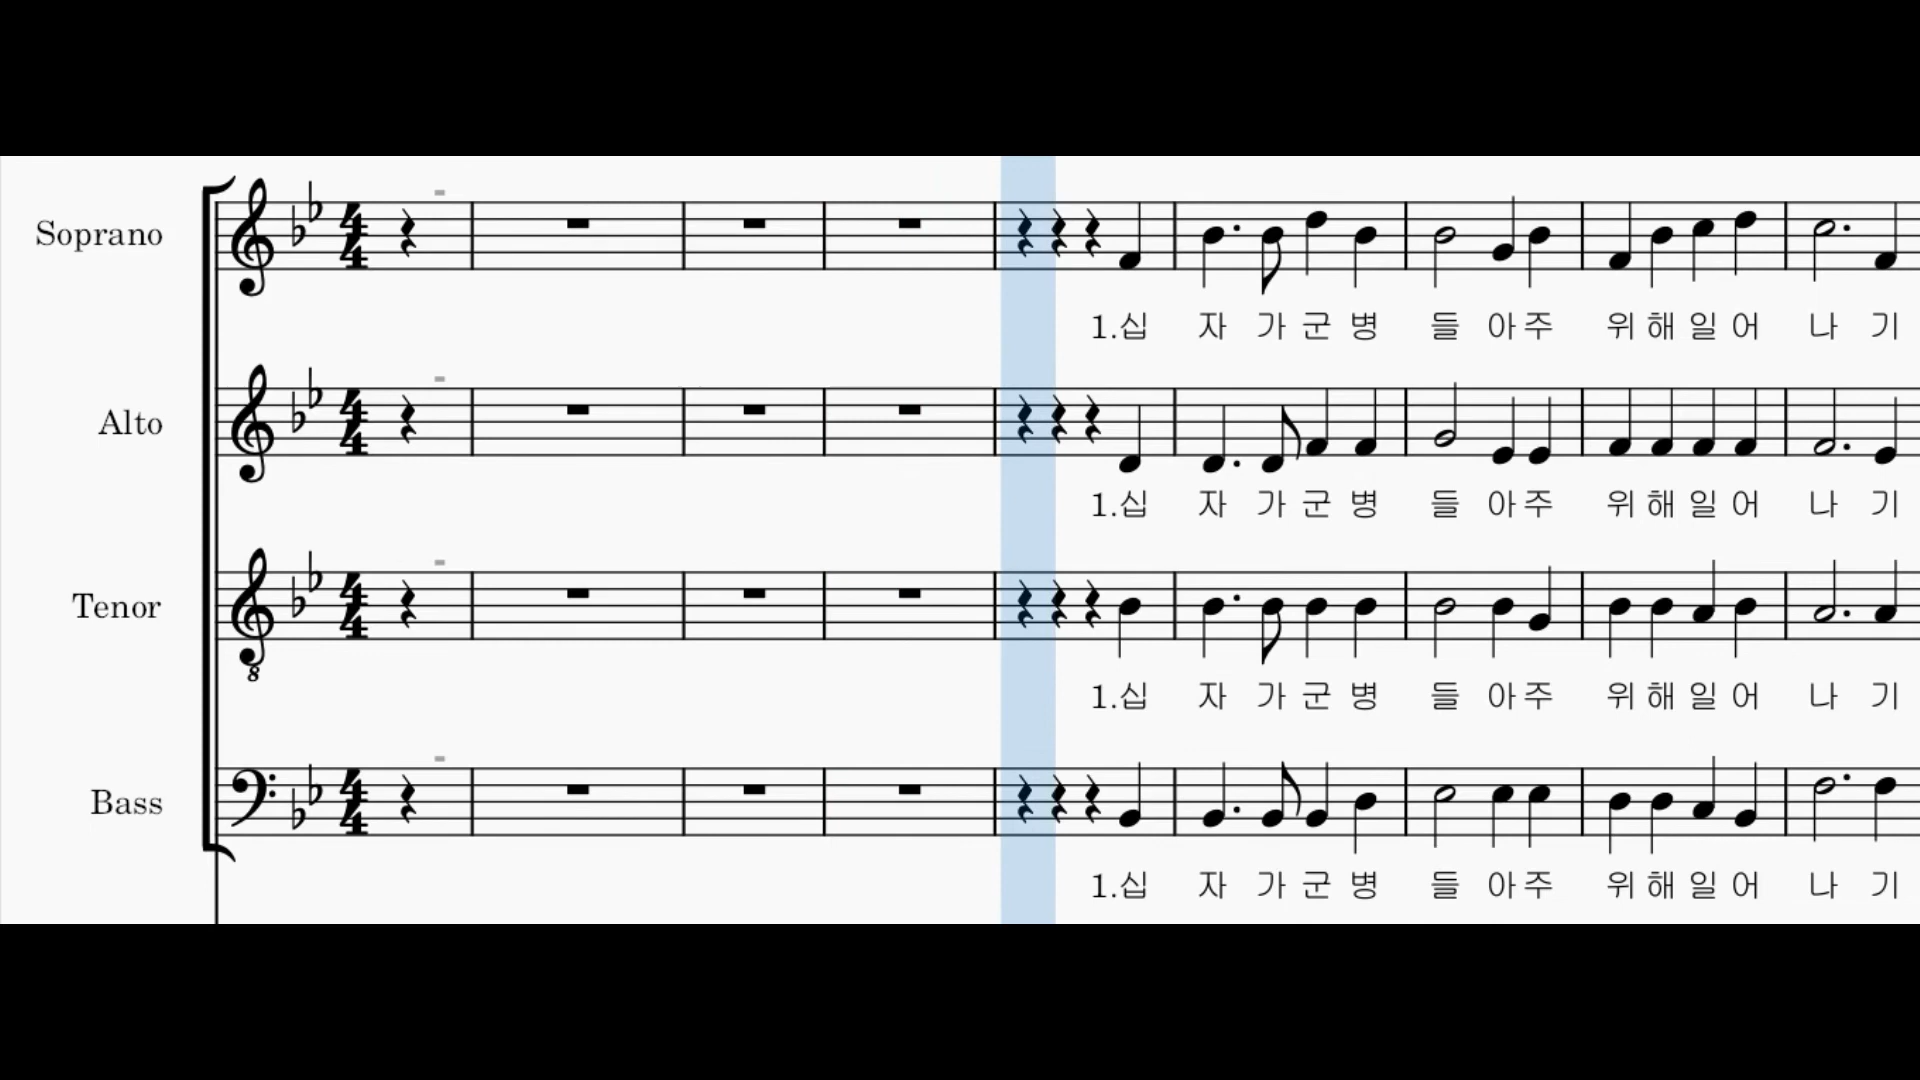 Soprano
1.십 자 가 군 병 들 아 주 위 해 일 어 나 기
Alto
1.십 자 가 군 병 들 아 주 위 해 일 어 나 기
Tenor
8
1.십 자 가 군 병 들 아 주 위 해 일 어 나 기
Bass
1.십 자 가 군 병 들 아 주 위 해 일 어 나 기